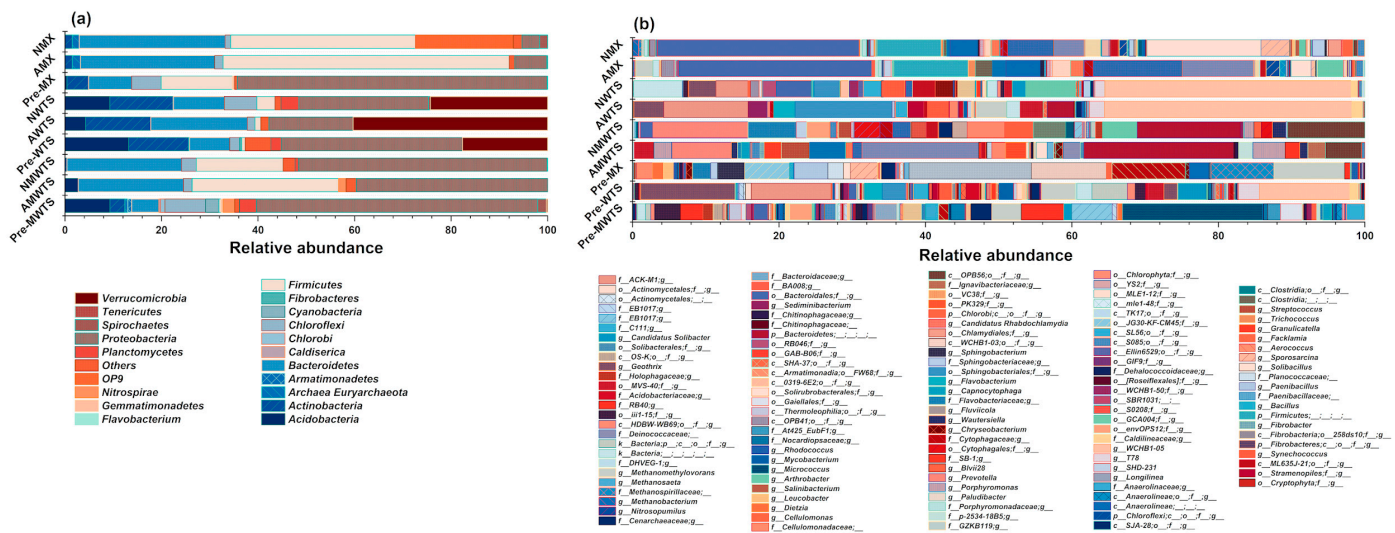 (a)
NMX
AMX
Pre-MX
NWTS
AWTS
Pre-WTS
NMWTS
AMWTS
Pre-MWTS
0
20
40
60
80
100
Relative abundance
Verrucomicrobia
Tenericutes
Spirochaetes
Proteobacteria
Planctomycetes
Others
OP9
Nitrospirae
Gemmatimonadetes
Flavobacterium
Firmicutes
Fibrobacteres
Cyanobacteria
Chloroflexi
Chlorobi
Caldiserica
Bacteroidetes
Armatimonadetes
Archaea Euryarchaeota
Actinobacteria
Acidobacteria
(b)
NMX
AMX
NWTS
AWTS
NMWTS
AMWTS
Pre-MX
Pre-WTS
Pre-MWTS
0
20
40
60
80
100
Relative abundance
f__ACK-M1;g__
o__Actinomycetales;f__;g__
o__Actinomycetales;__;__
f__EB1017;g__
f__EB1017;g__
f__C111;g__
g__Candidatus Solibacter
o__Solibacterales;f__;g__
c__OS-K;o__;f__;g__
g__Geothrix
f__Holophagaceae;g__
o__MVS-40;f__;g__
f__Acidobacteriaceae;g__
f__RB40;g__
o__iii1-15;f__;g__
c__HDBW-WB69;o__;f__;g__
f__Deinococcaceae;__
k__Bacteria;p__;c__;o__;f__;g__
k__Bacteria;__;__;__;__;__
f__DHVEG-1;g__
g__Methanomethylovorans
g__Methanosaeta
f__Methanospirillaceae;__
g__Methanobacterium
g__Nitrosopumilus
f__Cenarchaeaceae;g__
f__Bacteroidaceae;g__
f__BA008;g__
o__Bacteroidales;f__;g__
g__Sediminibacterium
f__Chitinophagaceae;g__
f__Chitinophagaceae;__
p__Bacteroidetes;__;__;__;__
o__RB046;f__;g__
o__GAB-B06;f__;g__
c__SHA-37;o__;f__;g__
c__Armatimonadia;o__FW68;f__;g__
c__0319-6E2;o__;f__;g__
o__Solirubrobacterales;f__;g__
o__Gaiellales;f__;g__
c__Thermoleophilia;o__;f__;g__
c__OPB41;o__;f__;g__
f__At425_EubF1;g__
f__Nocardiopsaceae;g__
g__Rhodococcus
g__Mycobacterium
g__Micrococcus
g__Arthrobacter
g__Salinibacterium
g__Leucobacter
g__Dietzia
g__Cellulomonas
f__Cellulomonadaceae;__
c__OPB56;o__;f__;g__
f__Ignavibacteriaceae;g__
o__VC38;f__;g__
o__PK329;f__;g__
p__Chlorobi;c__;o__;f__;g__
g__Candidatus Rhabdochlamydia
o__Chlamydiales;f__;g__
c__WCHB1-03;o__;f__;g__
g__Sphingobacterium
f__Sphingobacteriaceae;g__
o__Sphingobacteriales;f__;g__
g__Flavobacterium
g__Capnocytophaga
f__Flavobacteriaceae;g__
g__Fluviicola
g__Wautersiella
g__Chryseobacterium
f__Cytophagaceae;g__
o__Cytophagales;f__;g__
f__SB-1;g__
g__Blvii28
g__Prevotella
g__Porphyromonas
g__Paludibacter
f__Porphyromonadaceae;g__
f__p-2534-18B5;g__
f__GZKB119;g__
o__Chlorophyta;f__;g__
o__YS2;f__;g__
o__MLE1-12;f__;g__
o__mle1-48;f__;g__
c__TK17;o__;f__;g__
o__JG30-KF-CM45;f__;g__
c__SL56;o__;f__;g__
c__S085;o__;f__;g__
c__Ellin6529;o__;f__;g__
o__GIF9;f__;g__
f__Dehalococcoidaceae;g__
o__[Roseiflexales];f__;g__
o__WCHB1-50;f__;g__
o__SBR1031;__;__
o__S0208;f__;g__
o__GCA004;f__;g__
o__envOPS12;f__;g__
f__Caldilineaceae;g__
g__WCHB1-05
g__T78
g__SHD-231
g__Longilinea
f__Anaerolinaceae;g__
c__Anaerolineae;o__;f__;g__
c__Anaerolineae;__;__;__
p__Chloroflexi;c__;o__;f__;g__
c__SJA-28;o__;f__;g__
c__Clostridia;o__;f__;g__
c__Clostridia;__;__;__
g__Streptococcus
g__Trichococcus
g__Granulicatella
g__Facklamia
g__Aerococcus
g__Sporosarcina
g__Solibacillus
f__Planococcaceae;__
g__Paenibacillus
f__Paenibacillaceae;__
g__Bacillus
p__Firmicutes;__;__;__;__
g__Fibrobacter
c__Fibrobacteria;o__258ds10;f__;g__
p__Fibrobacteres;c__;o__;f__;g__
g__Synechococcus
c__ML635J-21;o__;f__;g__
o__Stramenopiles;f__;g__
o__Cryptophyta;f__;g__